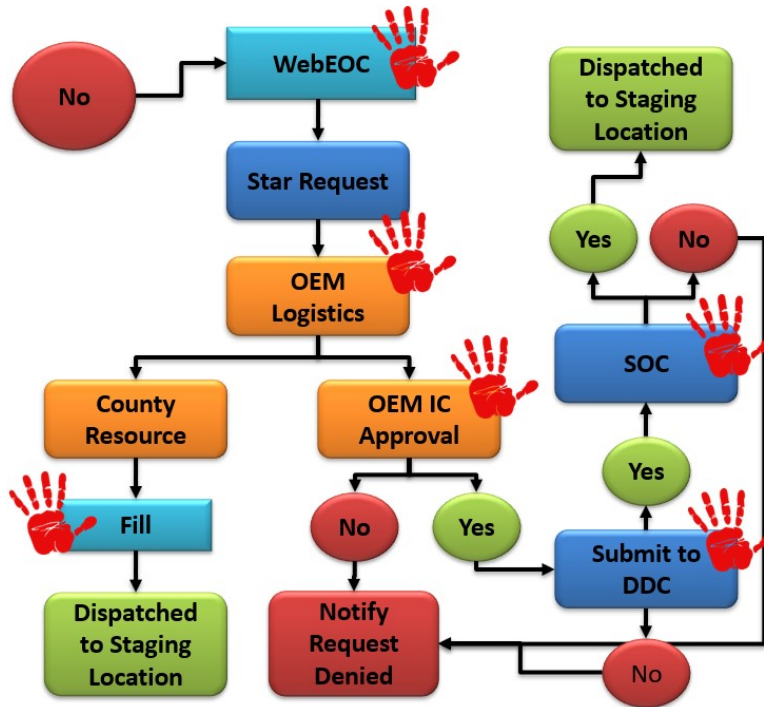 No
WebEOC
Star Request
OEM
Logistics
County
Resource
OEM IC
Approval
Fill
No
Yes
Dispatched
to Staging
Location
Notify
Request
Denied
Submit to
DDC
No
Yes
SOC
Yes
No
Dispatched
to Staging
Location